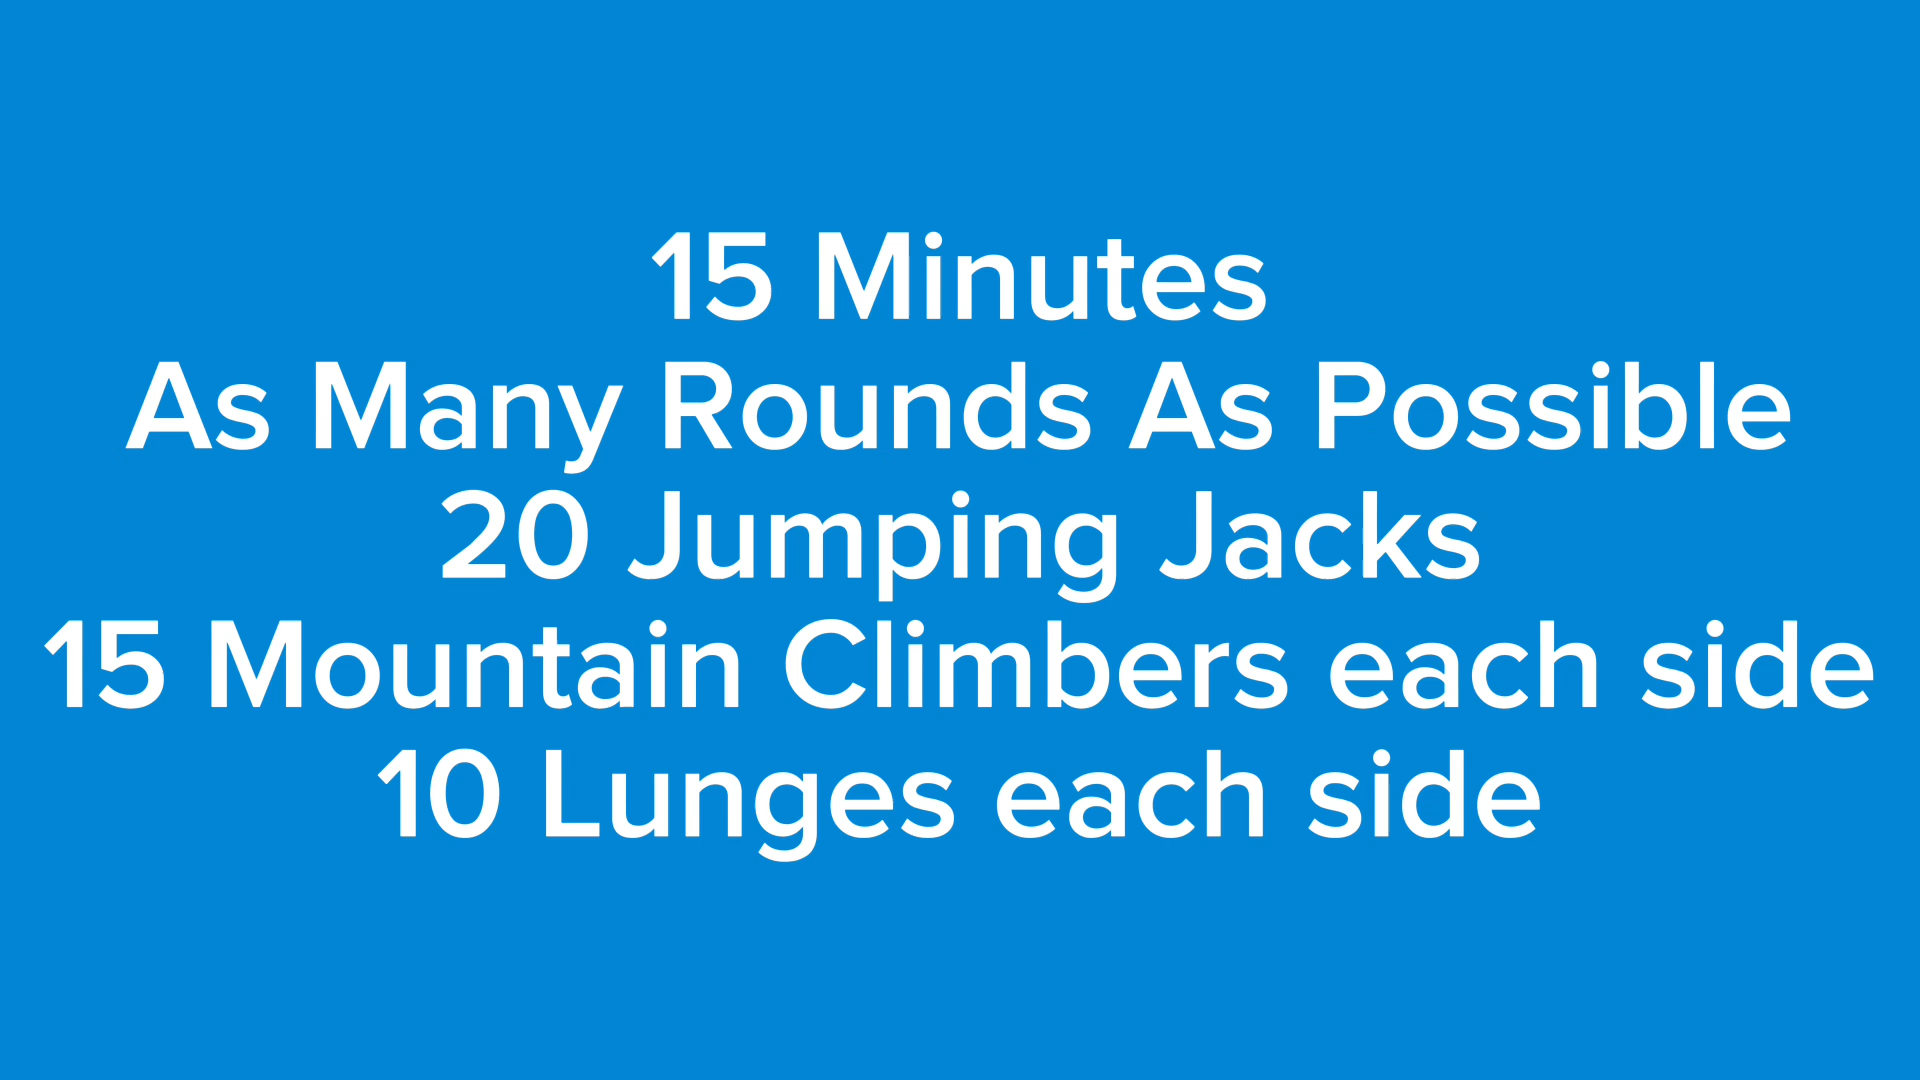 15 Minutes
As Many Rounds As Possible
20 Jumping Jacks
15 Mountain Climbers each side
10 Lunges each side